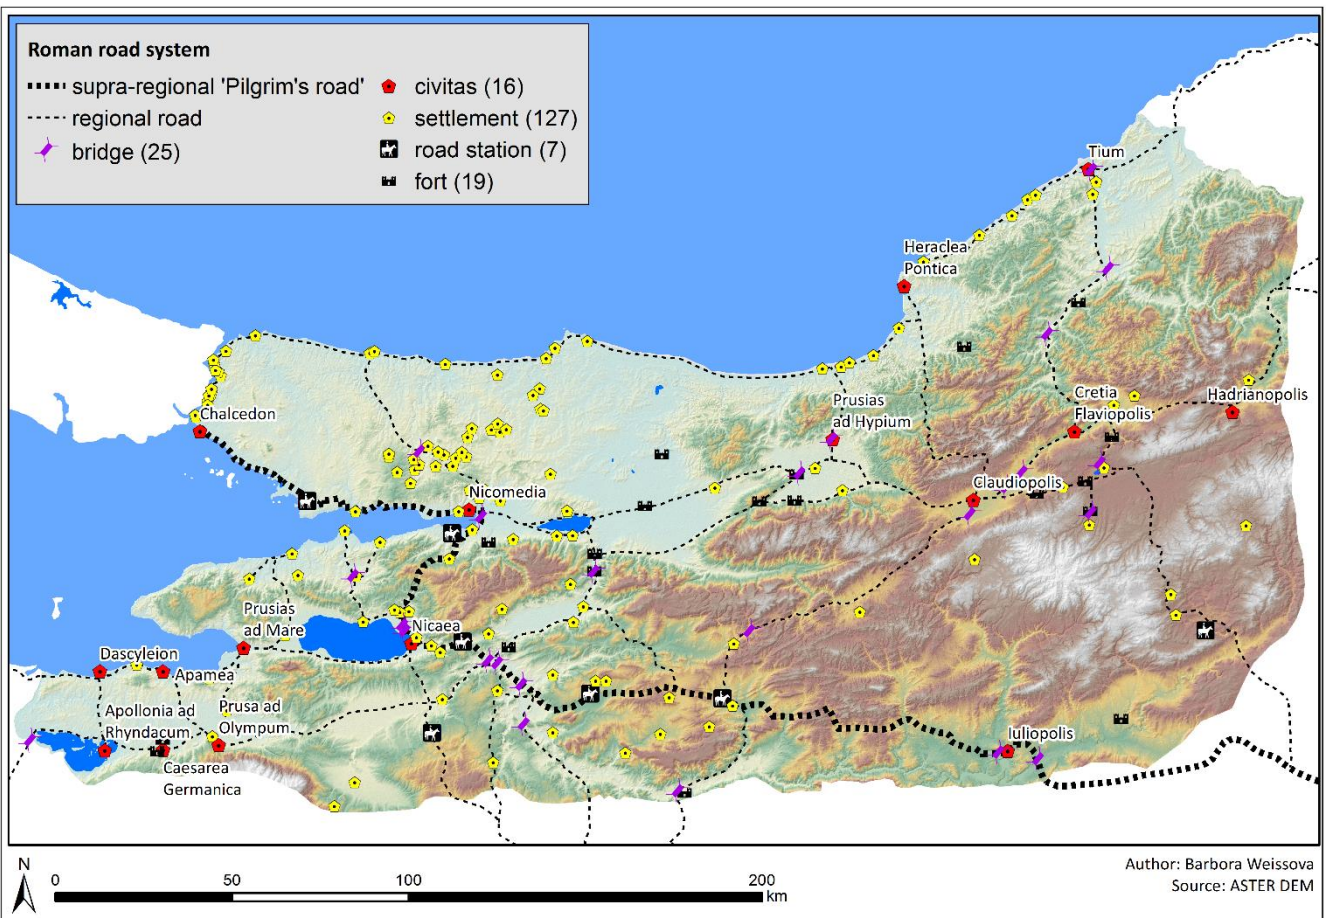 Roman road system
supra-regional 'Pilgrim's road'
regional road
bridge (25)
civitas (16)
settlement (127)
road station (7)
fort (19)
Tium
Heraclea
Pontica
Cretia
Flaviopolis
Hadrianopolis
Prusias
ad Hypium
Chalcedon
Claudiopolis
Nicomedia
Prusias
ad Mare
Nicaea
Dascyleion
Apamea
Apollonia ad
Rhyndacum
Prusa ad
Olympum
Caesarea
Germanica
Iuliopolis
N
0 50 100 200
km
Author: Barbora Weissova
Source: ASTER DEM